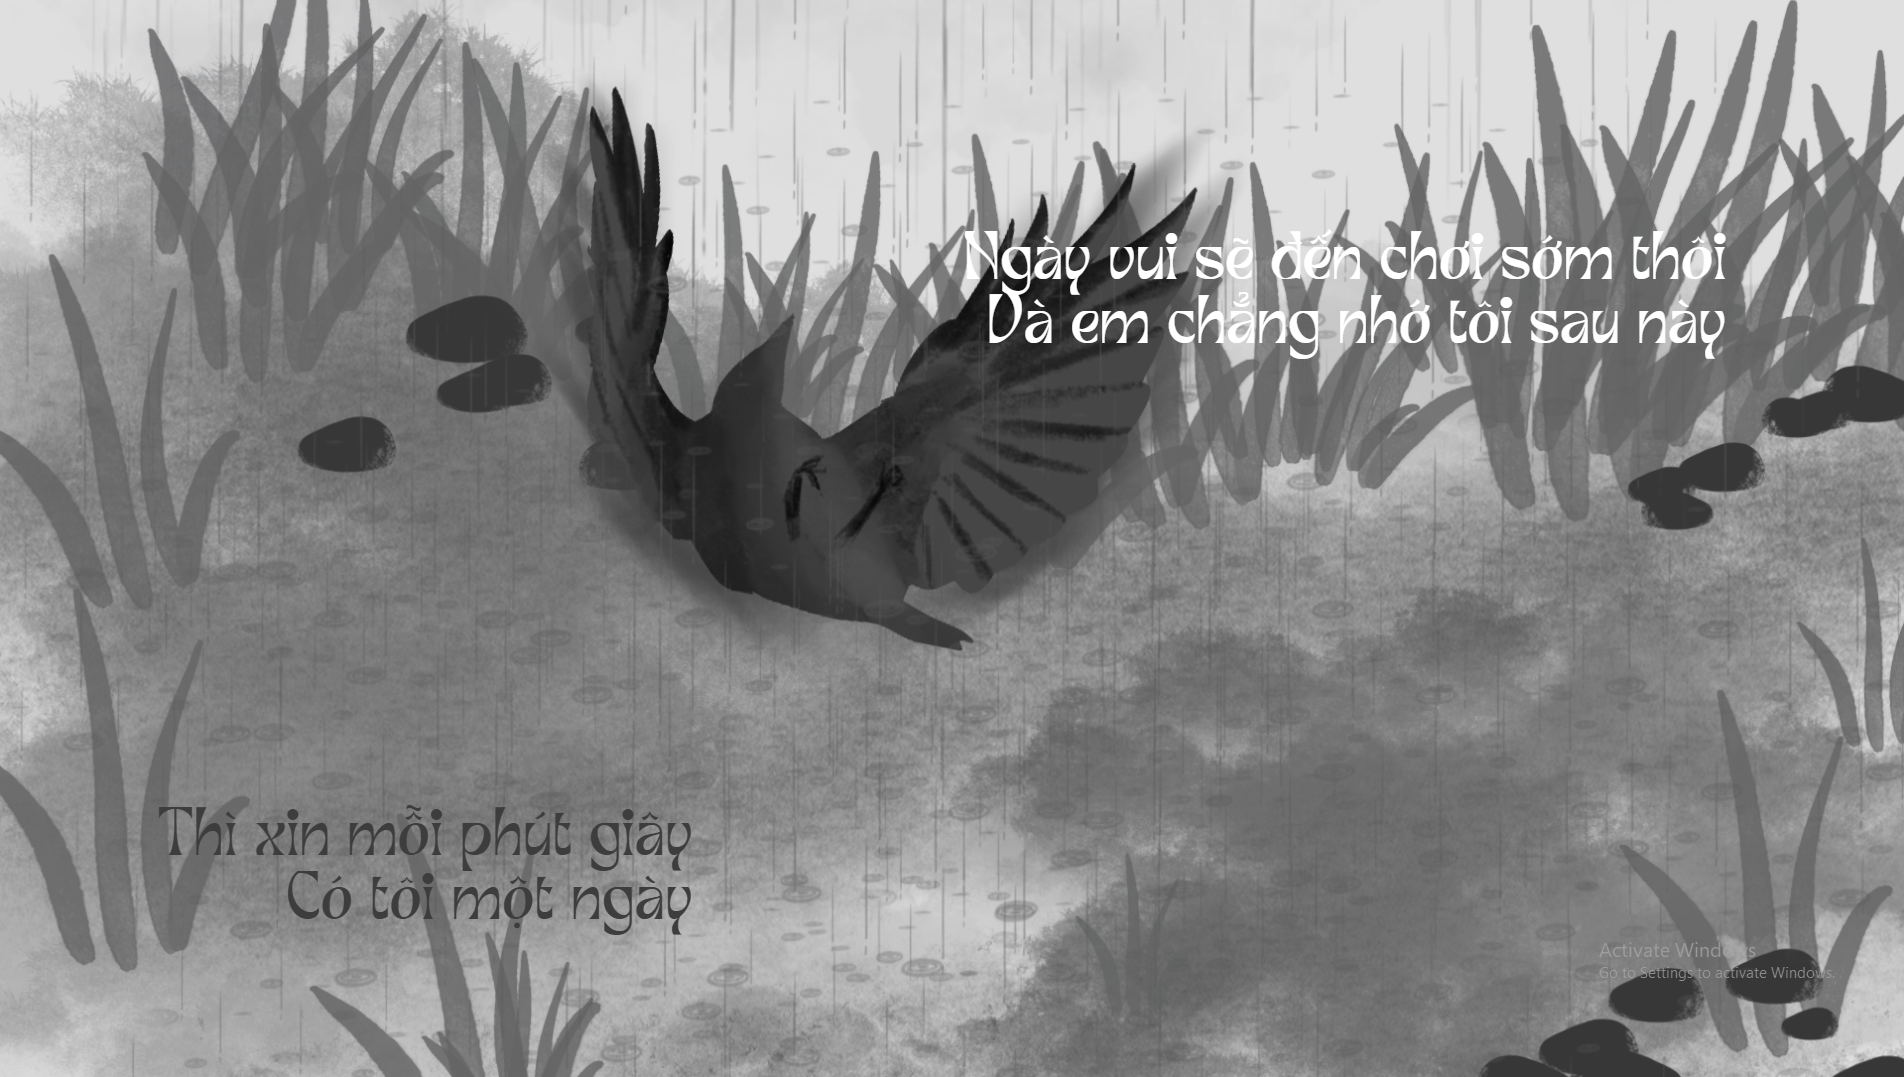 Ngày vui sẽ đến chơi sớm thôi
Và em chẳng nhớ tôi sau này
Thì xin mỗi phút giây
Có tôi một ngày
Activate Windows
Go to Settings to activate Windows.